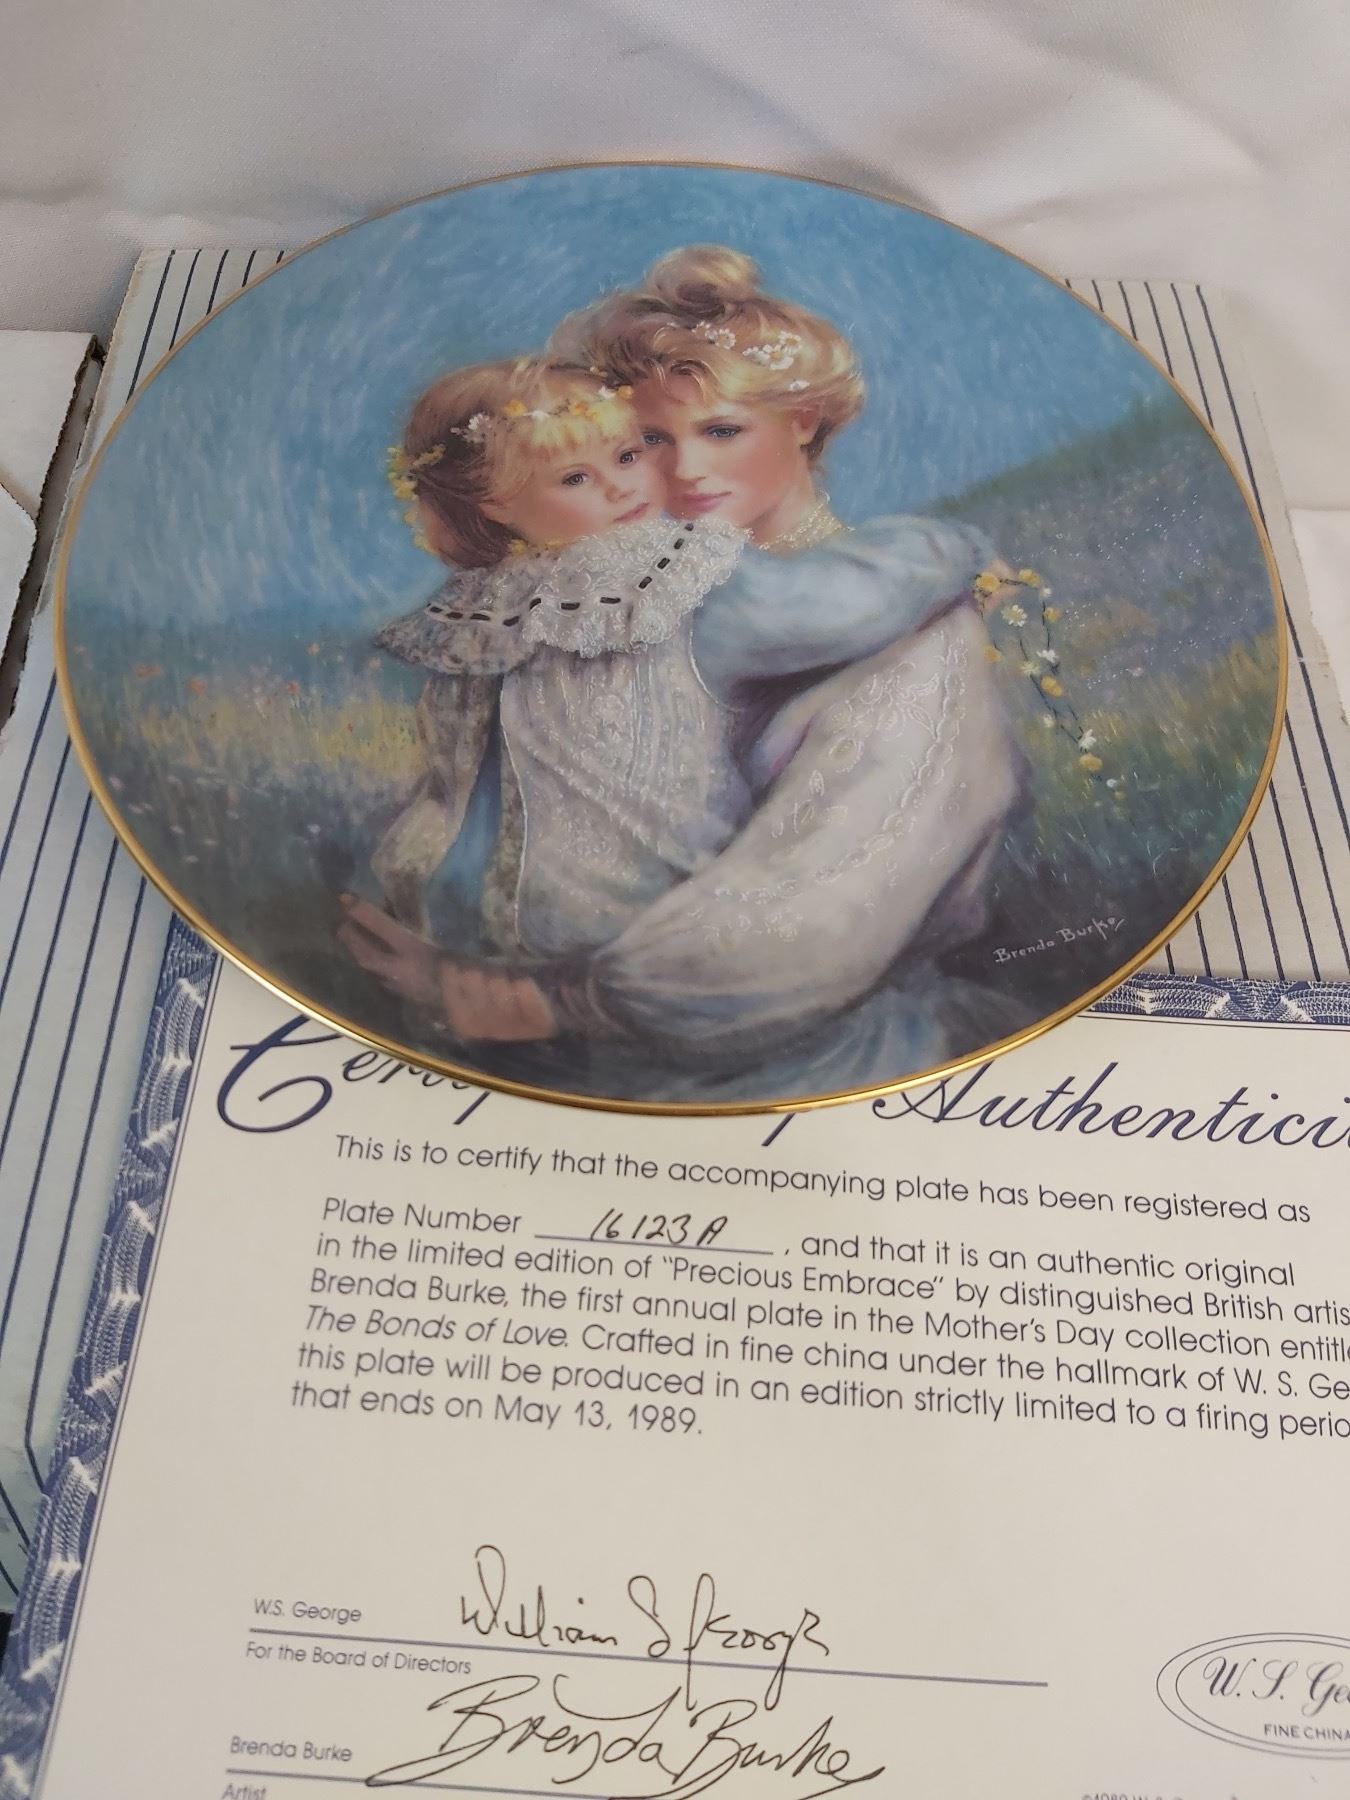 Brenda Burke
Authentici
This is to certify that the accompanying plate has been registered as
Plate Number 16123A, and that it is an authentic original
in the limited edition of "Precious Embrace" by distinguished British artis
Brenda Burke, the first annual plate in the Mother's Day collection entitle
The Bonds of Love. Crafted in fine china under the hallmark of W. S. Ge
this plate will be produced in an edition strictly limited to a firing perio
that ends on May 13, 1989.
William S George
W.S. George
For the Board of Directors
Brenda Burke
Brenda Burke
Artist
W. S. Ge
FINE CHINA